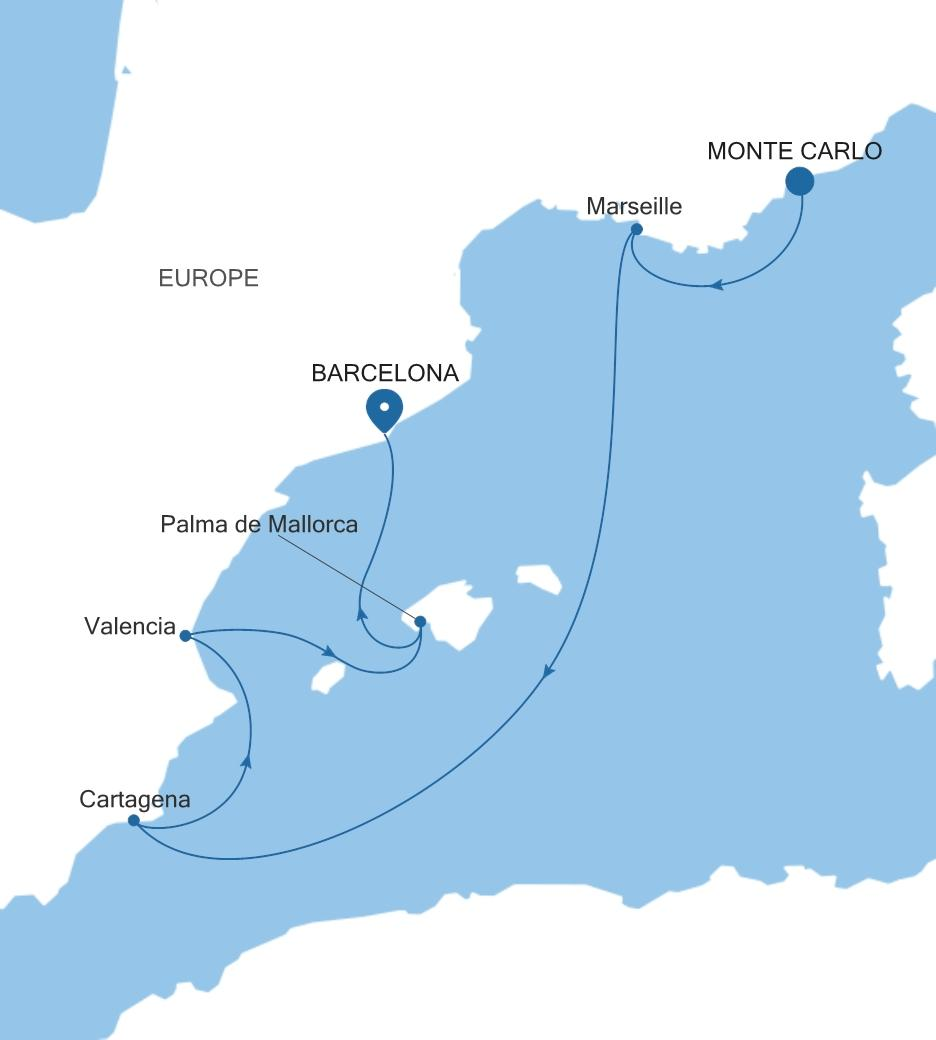 MONTE CARLO
Marseille
EUROPE
BARCELONA
Palma de Mallorca
Valencia
Cartagena